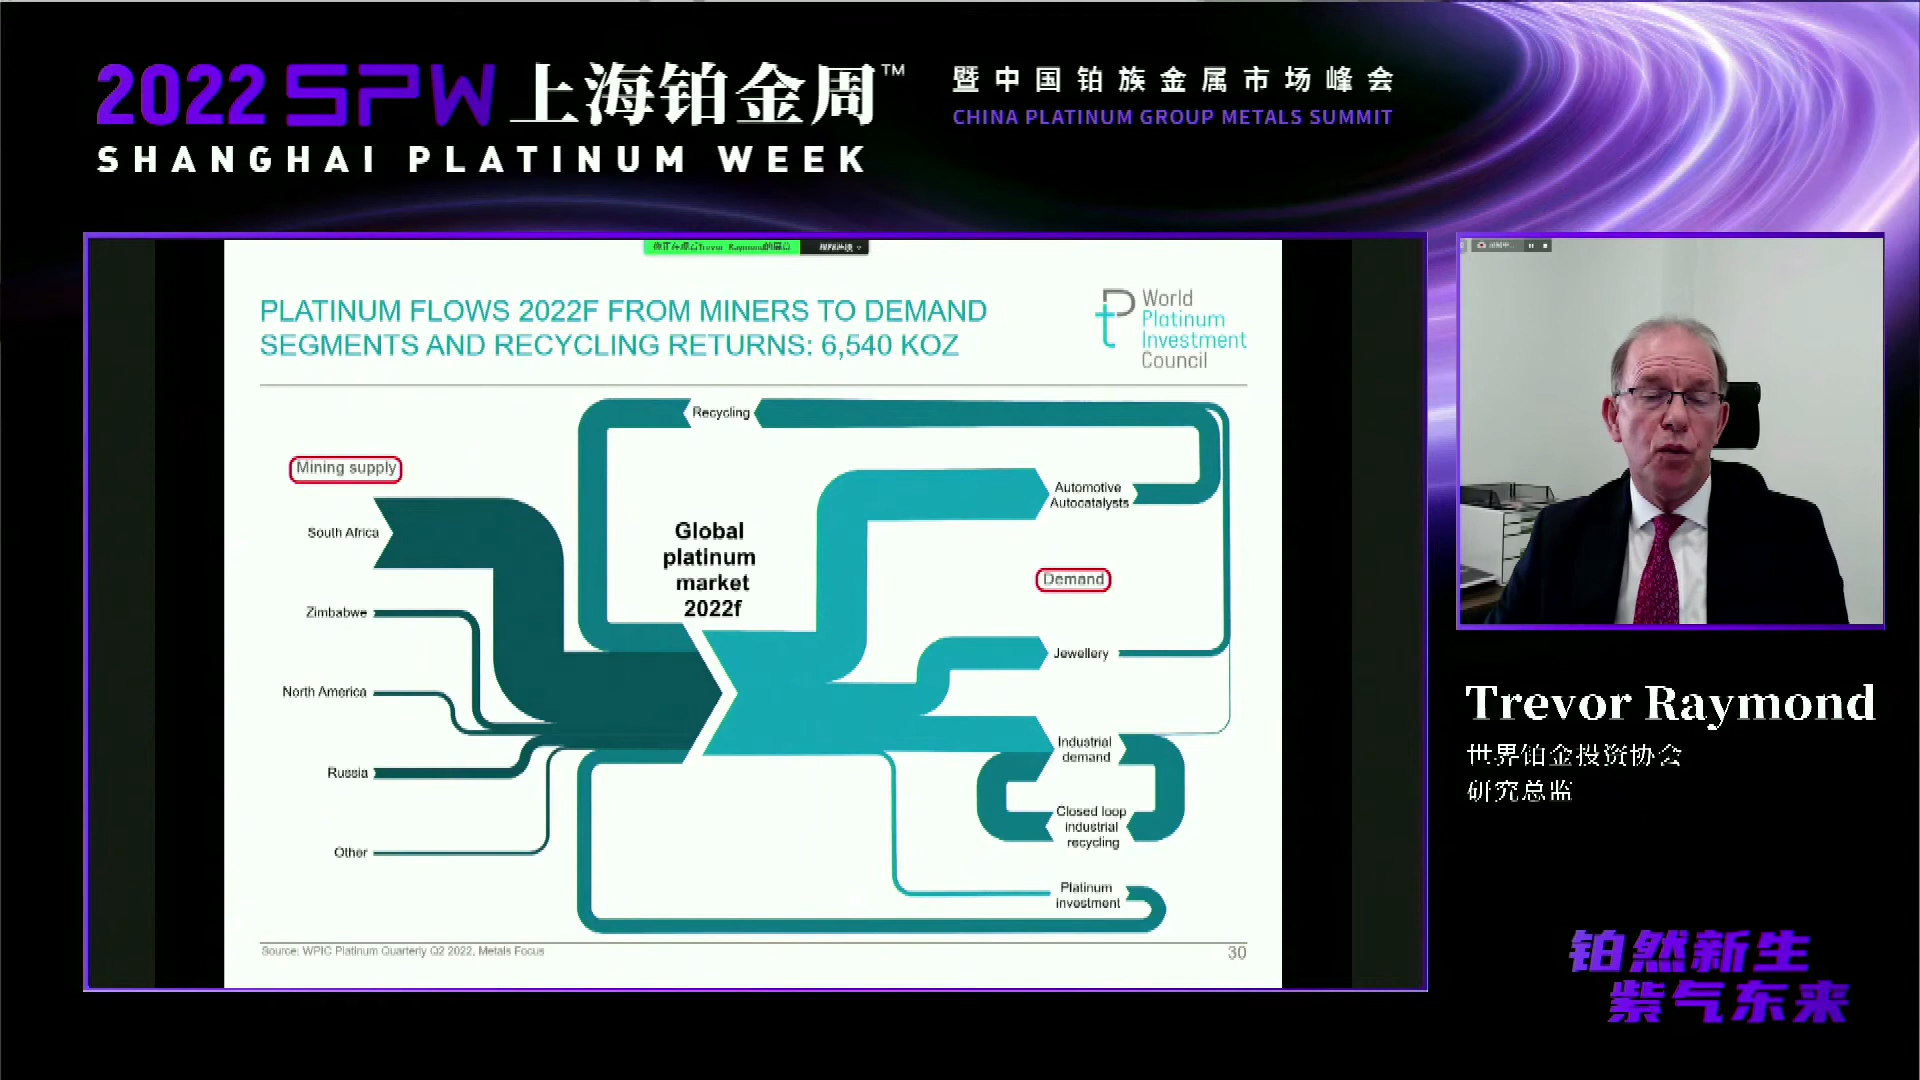 2022 SPW 上海铂金周™
SHANGHAI PLATINUM WEEK
暨中国铂族金属市场峰会
CHINA PLATINUM GROUP METALS SUMMIT
PLATINUM FLOWS 2022F FROM MINERS TO DEMAND
SEGMENTS AND RECYCLING RETURNS: 6,540 KOZ
World
Platinum
Investment
Council
Recycling
Mining supply
South Africa
Zimbabwe
North America
Russia
Other
Global
platinum
market
2022f
Automotive
Autocatalysts
Demand
Jewellery
Industrial
demand
Closed loop
industrial
recycling
Platinum
investment
Source: WPIC Platinum Quarterly Q2 2022, Metals Focus
30
Trevor Raymond
世界铂金投资协会
研究总监
铂然新生
紫气东来